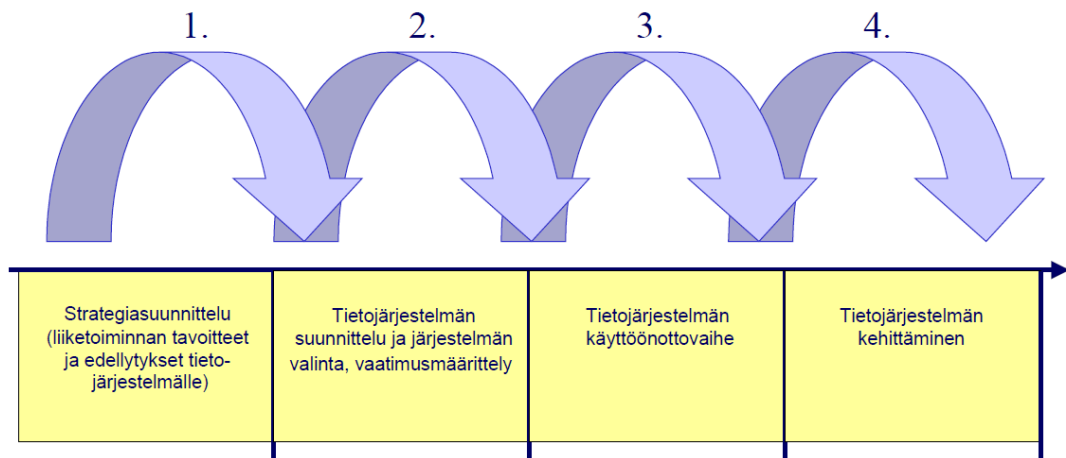 1.
2.
3.
4.
Strategiasuunnittelu
(liiketoiminnan tavoitteet
ja edellytykset tieto-
järjestelmälle)
Tietojärjestelmän
suunnittelu ja järjestelmän
valinta, vaatimusmäärittely
Tietojärjestelmän
käyttöönottovaihe
Tietojärjestelmän
kehittäminen